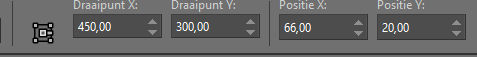 Draaipunt X: Draaipunt Y: Positie X: Positie Y:
450,00 300,00 66,00 20,00